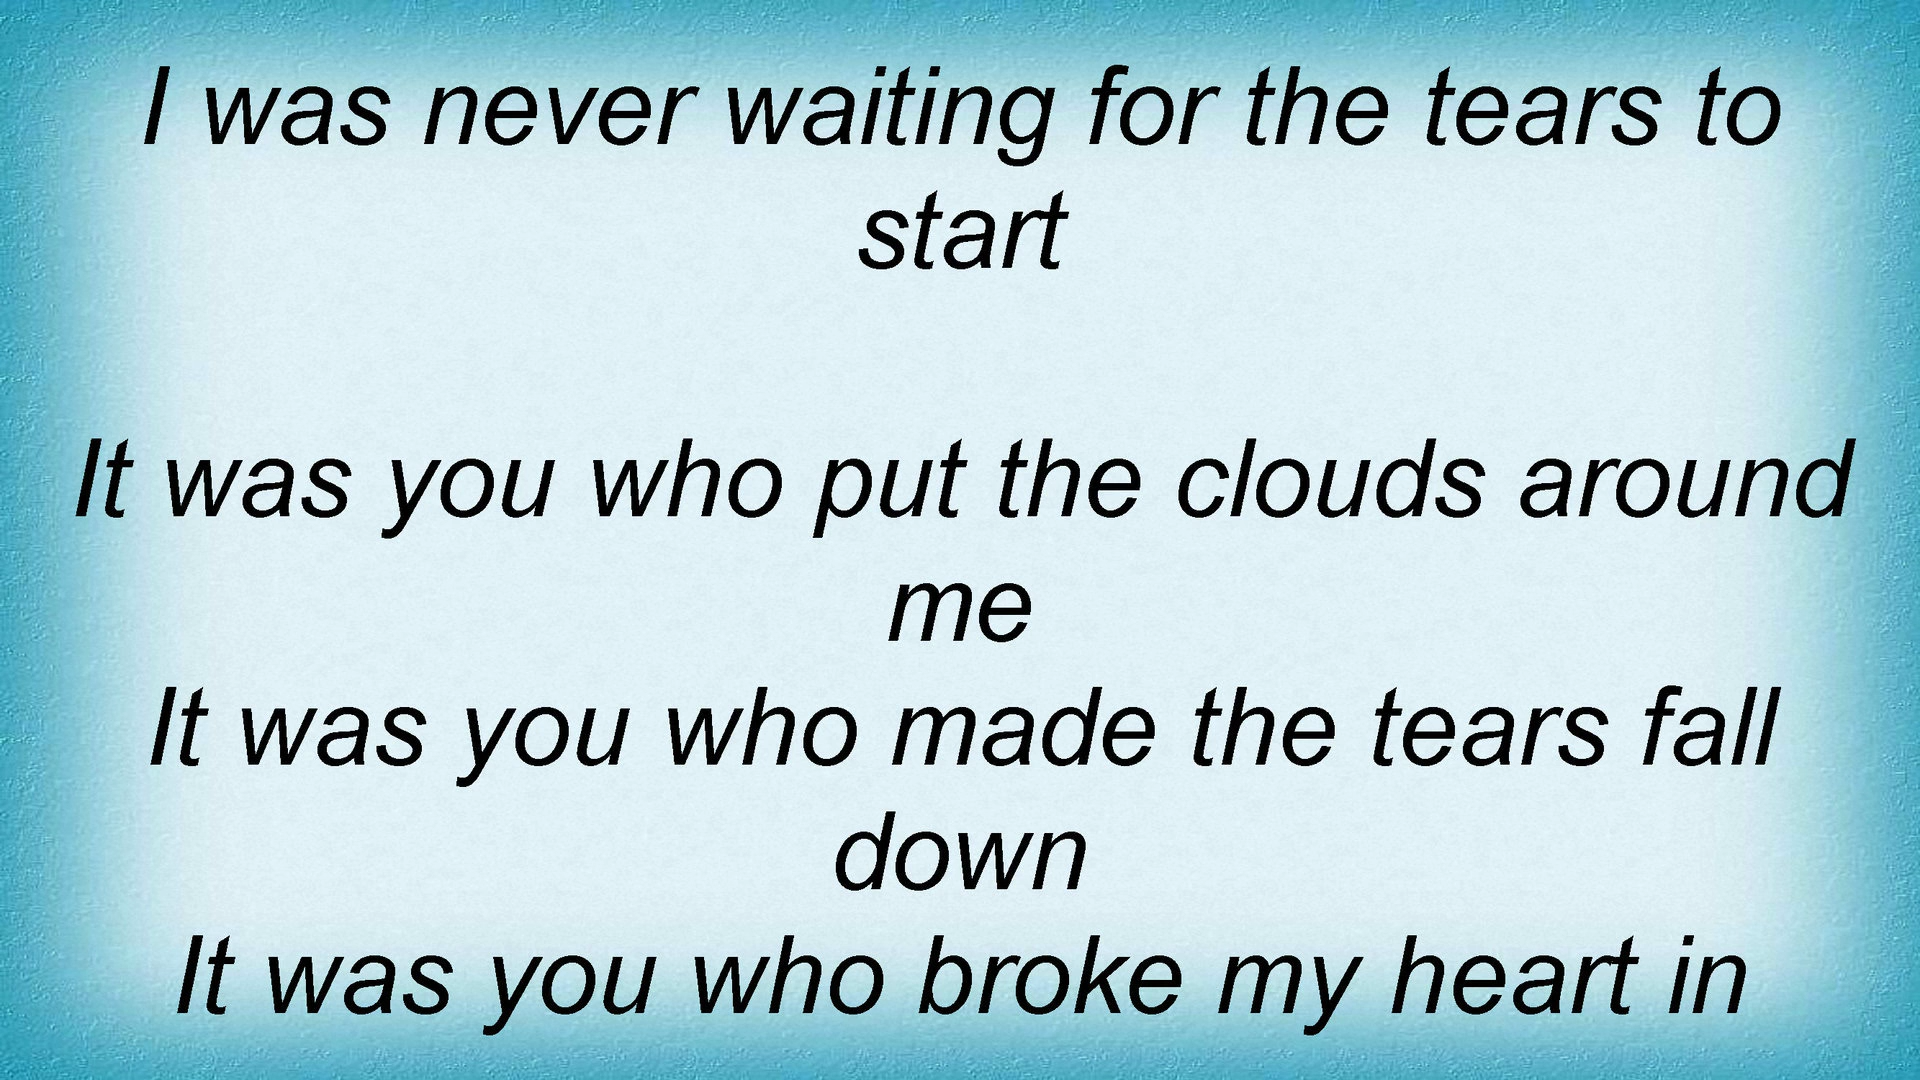 I was never waiting for the tears to
start
It was you who put the clouds around
me
It was you who made the tears fall
down
It was you who broke my heart in